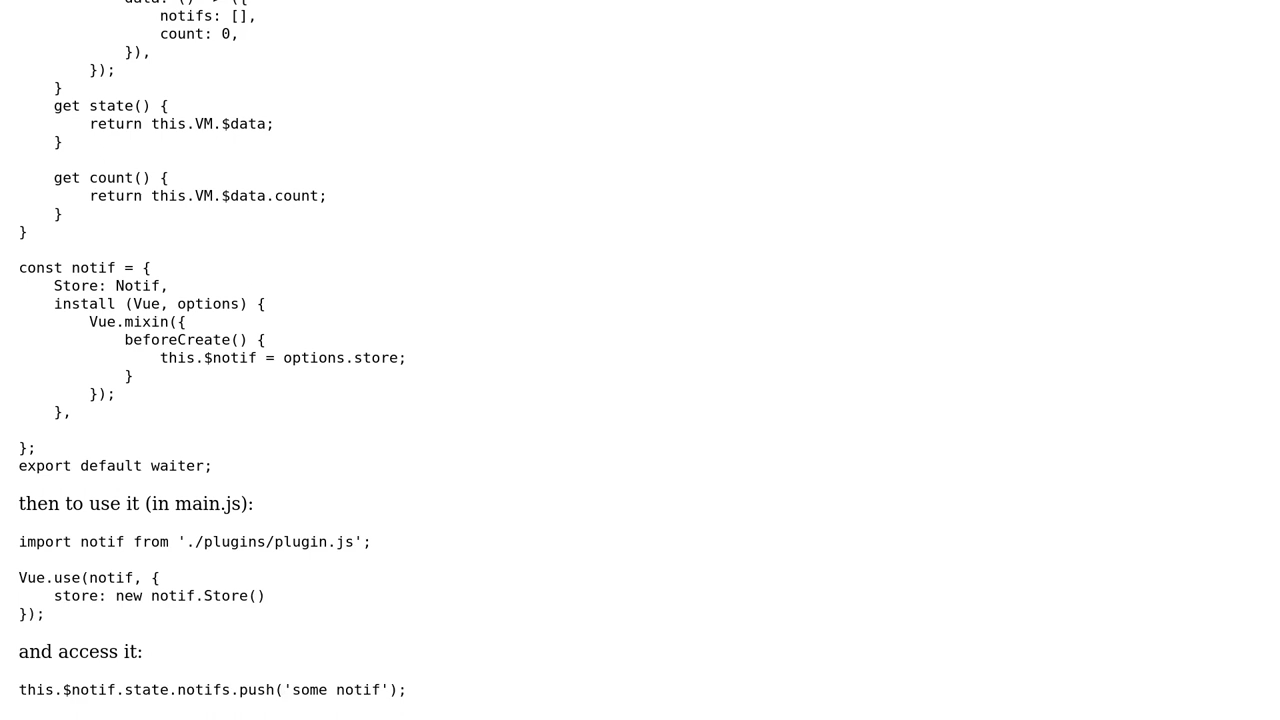 data: () => ({
notifs: [],
count: 0,
}),
});
}
get state() {
return this.VM.$data;
}
get count() {
return this.VM.$data.count;
}
}
const notif = {
Store: Notif,
install (Vue, options) {
Vue.mixin({
beforeCreate() {
this.$notif = options.store;
}
});
},
};
export default waiter;
then to use it (in main.js):
import notif from './plugins/plugin.js';
Vue.use(notif, {
store: new notif.Store()
});
and access it:
this.$notif.state.notifs.push('some notif');